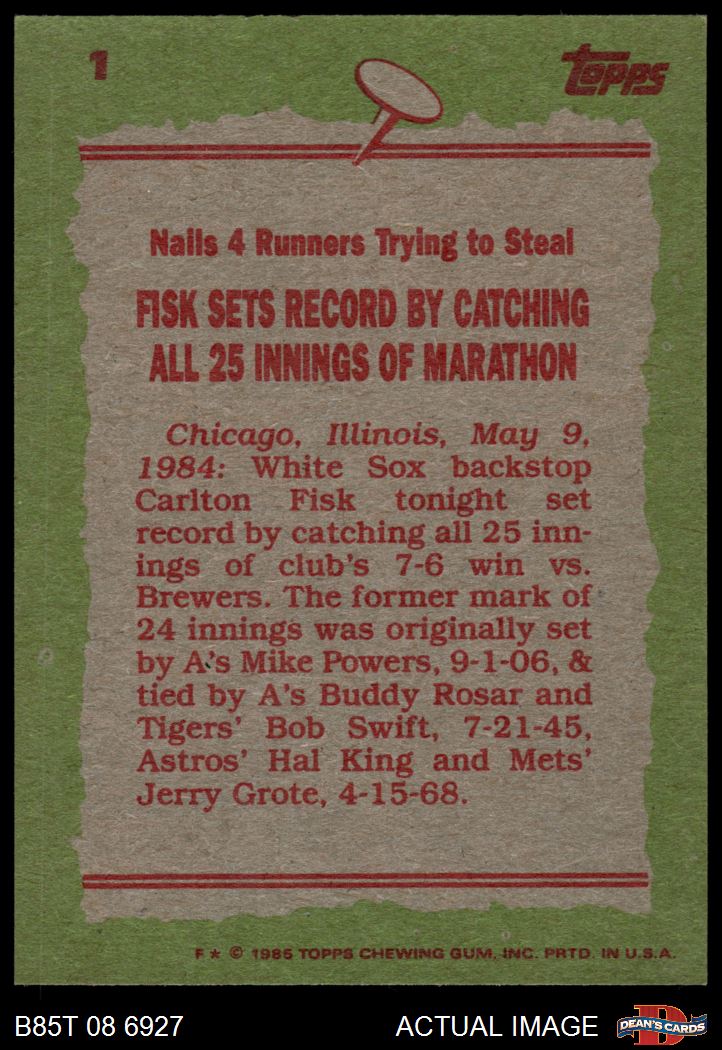 1
Topps
Nails 4 Runners Trying to Steal
FISK SETS RECORD BY CATCHING
ALL 25 INNINGS OF MARATHON
Chicago, Illinois, May 9,
1984: White Sox backstop
Carlton Fisk tonight set
record by catching all 25 inn-
ings of club's 7-6 win vs.
Brewers. The former mark of
24 innings was originally set
by A's Mike Powers, 9-1-06, &
tied by A's Buddy Rosar and
Tigers' Bob Swift, 7-21-45,
Astros' Hal King and Mets'
Jerry Grote, 4-15-68.
F * © 1985 TOPPS CHEWING GUM, INC. PRTD. IN U.S.A.
B85T 08 6927
ACTUAL IMAGE
D
DEAN'S CARDS